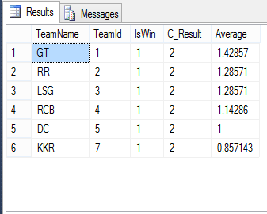 Results Messages
TeamName TeamId IsWin C_Result Average
1 GT 1 1 2 1.42857
2 RR 2 1 2 1.28571
3 LSG 3 1 2 1.28571
4 RCB 4 1 2 1.14286
5 DC 5 1 2 1
6 KKR 7 1 2 0.857143